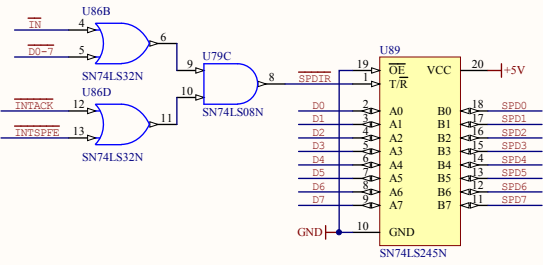 U86B
IN 4
6
D0-7 5
SN74LS32N
U79C
9
8 SPDIR
10
SN74LS08N
U86D
INTACK 12
11
INTSPFE 13
SN74LS32N
U89
19 OE VCC 20 +5V
1 T/R
D0 2 A0 B0 18 SPD0
D1 3 A1 B1 17 SPD1
D2 4 A2 B2 16 SPD2
D3 5 A3 B3 15 SPD3
D4 6 A4 B4 14 SPD4
D5 7 A5 B5 13 SPD5
D6 8 A6 B6 12 SPD6
D7 9 A7 B7 11 SPD7
GND 10 GND
SN74LS245N